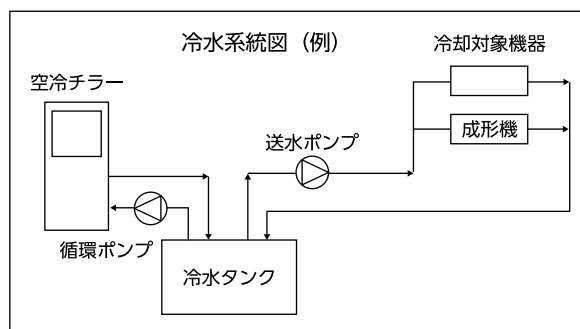 冷水系統図（例）
冷却対象機器
空冷チラー
成形機
送水ポンプ
循環ポンプ
冷水タンク